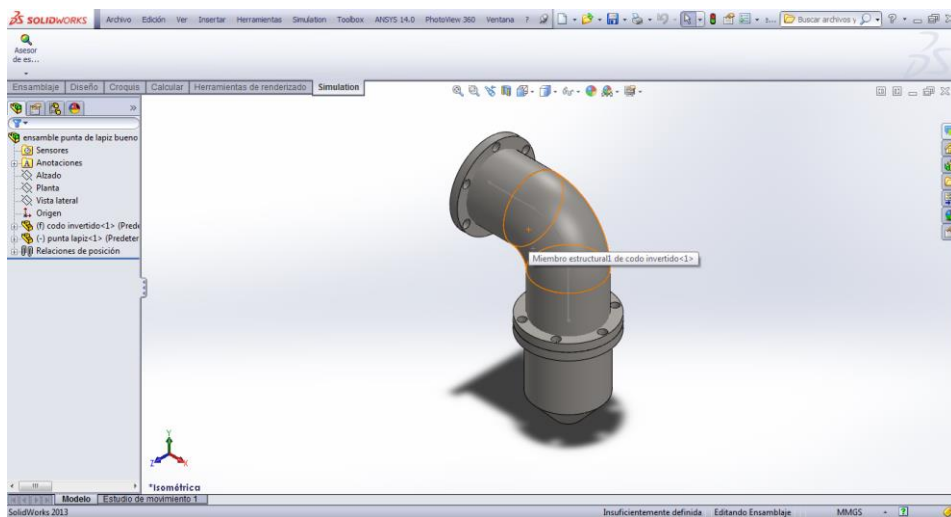 SOLIDWORKS Archivo Edición Ver Insertar Herramientas Simulation Toolbox ANSYS 14.0 PhotoView 360 Ventana ? s... Buscar archivos y
Asesor
de es...
Ensamblaje Diseño Croquis Calcular Herramientas de renderizado Simulation
ensamble punta de lapiz bueno
Sensores
Anotaciones
Alzado
Planta
Vista lateral
Origen
(f) codo invertido<1> (Prede
(-) punta lapiz<1> (Predeter
Relaciones de posición
Miembro estructural1 de codo invertido<1>
Y
Z X
*Isométrica
Modelo Estudio de movimiento 1
SolidWorks 2013 Insuficientemente definida Editando Ensamblaje MMGS